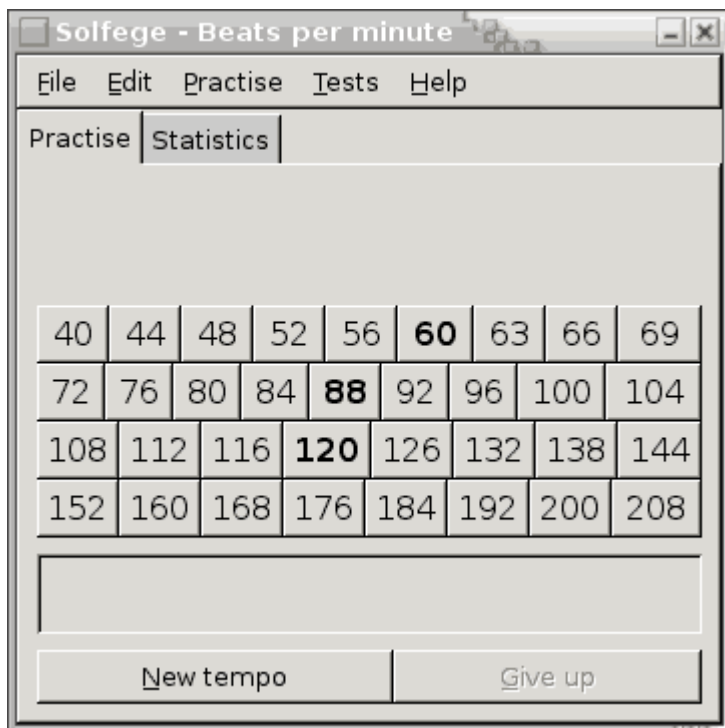 Solfege - Beats per minute
File Edit Practise Tests Help
Practise Statistics
40 44 48 52 56 60 63 66 69
72 76 80 84 88 92 96 100 104
108 112 116 120 126 132 138 144
152 160 168 176 184 192 200 208
New tempo Give up